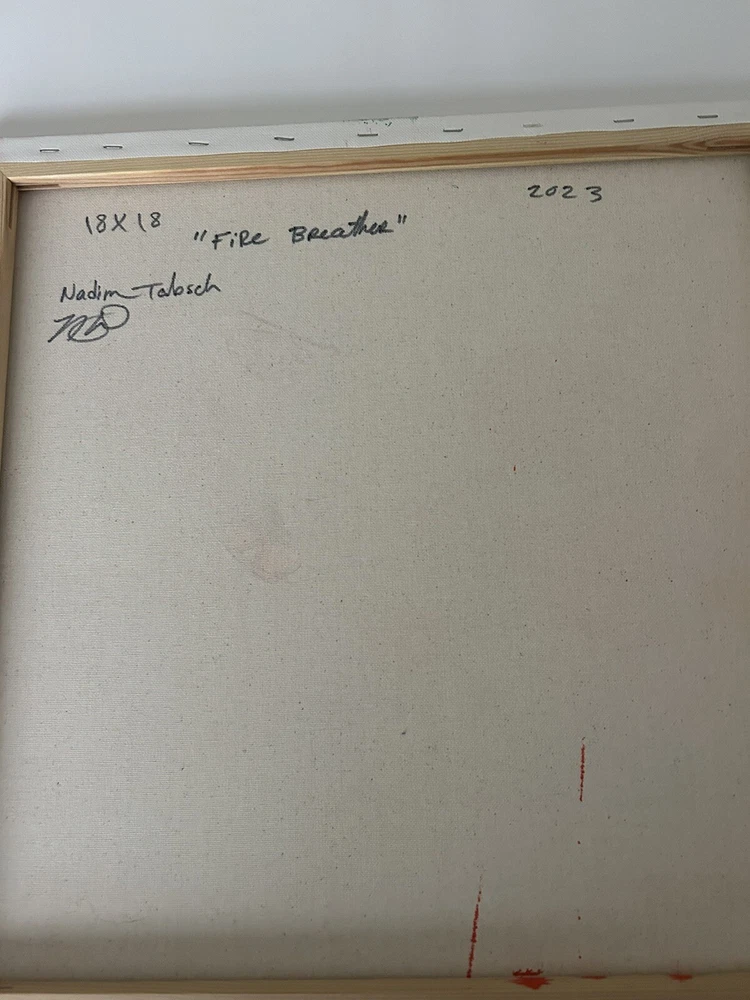 2023
18X18
"Fire Breather"
Nadim Tabsch